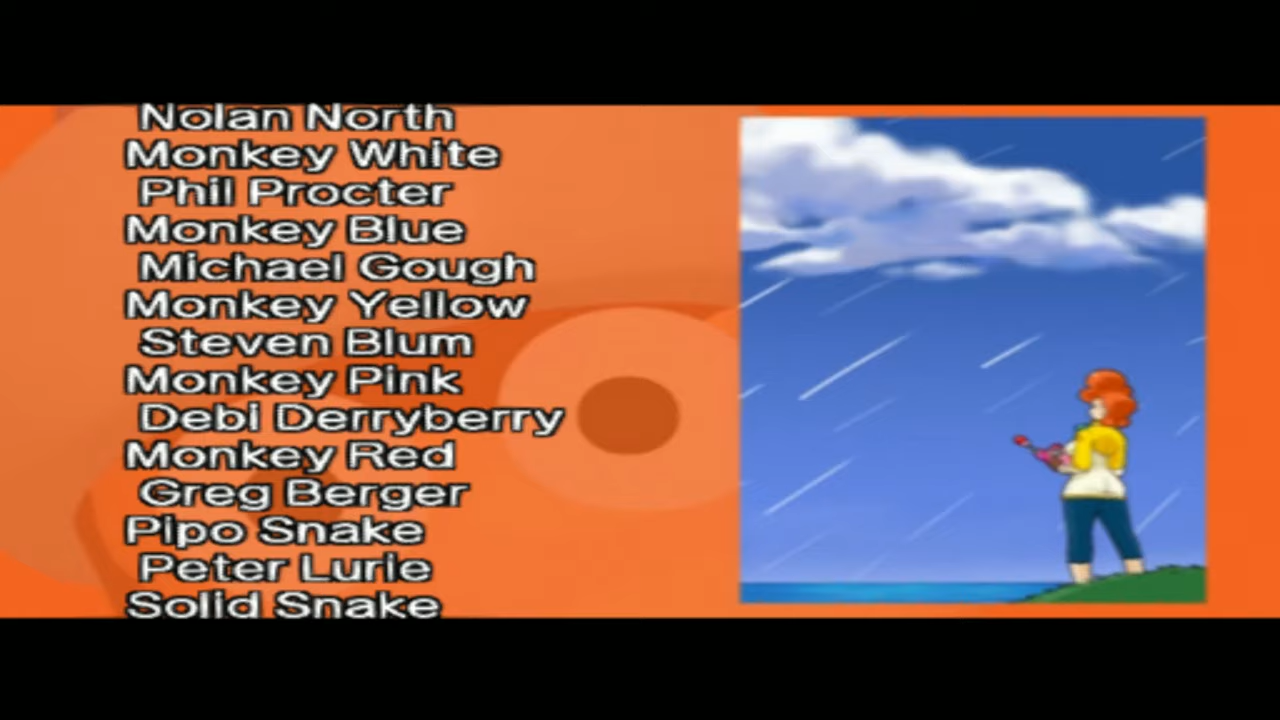 Nolan North
Monkey White
Phil Procter
Monkey Blue
Michael Gough
Monkey Yellow
Steven Blum
Monkey Pink
Debi Derryberry
Monkey Red
Greg Berger
Pipo Snake
Peter Lurie
Solid Snake